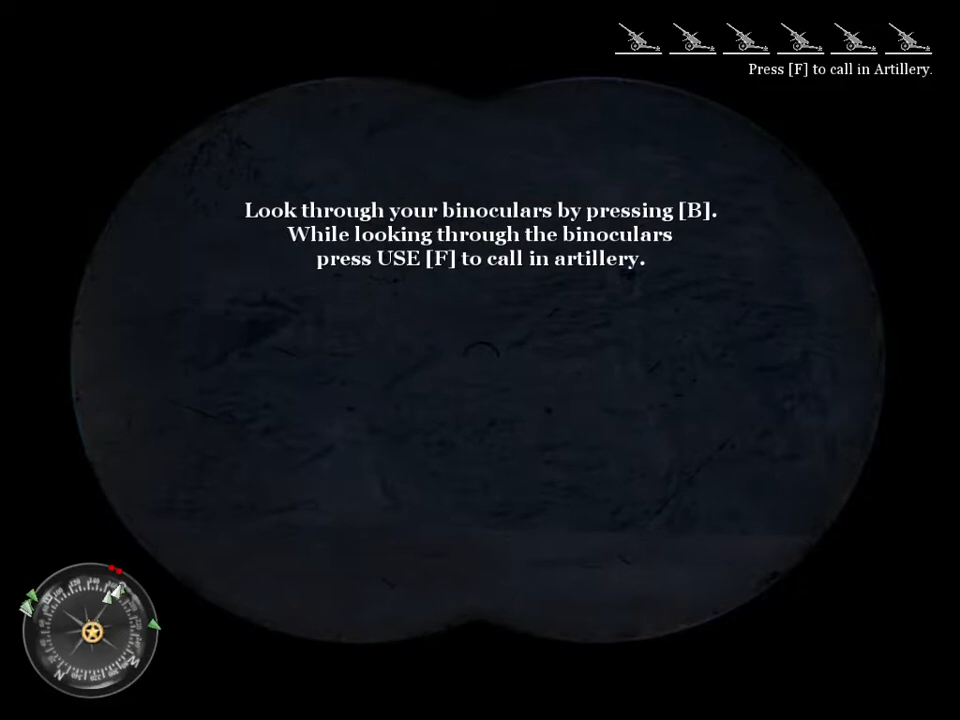 Press [F] to call in Artillery.
Look through your binoculars by pressing [B].
While looking through the binoculars
press USE [F] to call in artillery.
N
W